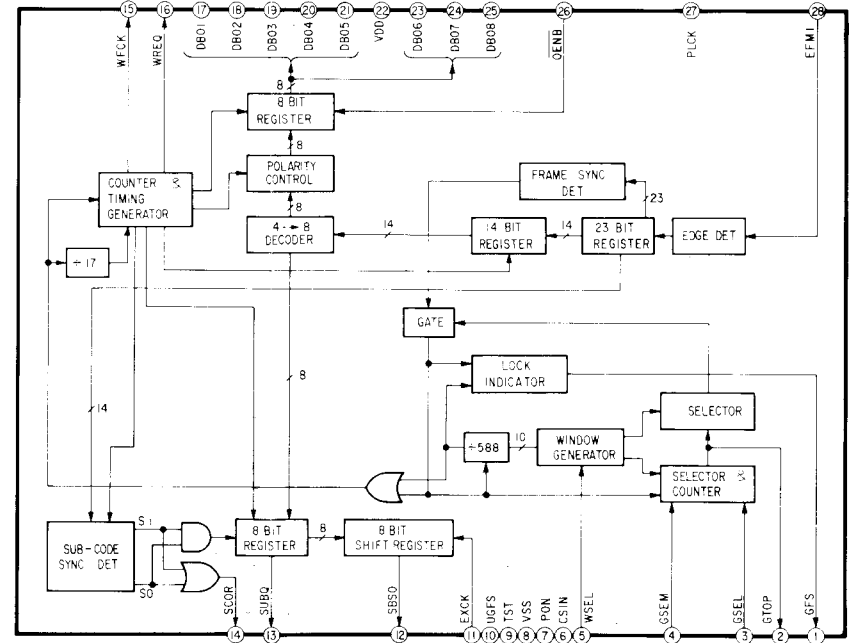 15 16 17 18 19 20 21 22 23 24 25 26 27 28
WFCK WREQ DB01 DB02 DB03 DB04 DB05 VDD DB06 DB07 DB08 OENB PLCK EFMI
8
8 BIT
REGISTER
8
POLARITY
CONTROL
8
4 → 8
DECODER
COUNTER &
TIMING
GENERATOR
÷17
FRAME SYNC
DET
23
14
14 BIT
REGISTER
14
23 BIT
REGISTER
EDGE DET
GATE
LOCK
INDICATOR
8
14
SELECTOR
÷588
10
WINDOW
GENERATOR
SELECTOR &
COUNTER
SUB-CODE
SYNC DET
S1
S0
8 BIT
REGISTER
8
8 BIT
SHIFT REGISTER
SCOR SUBQ SBSO EXCK UGFS TST VSS PON CSIN WSEL GSEM GSEL GTOP GFS
14 13 12 11 10 9 8 7 6 5 4 3 2 1